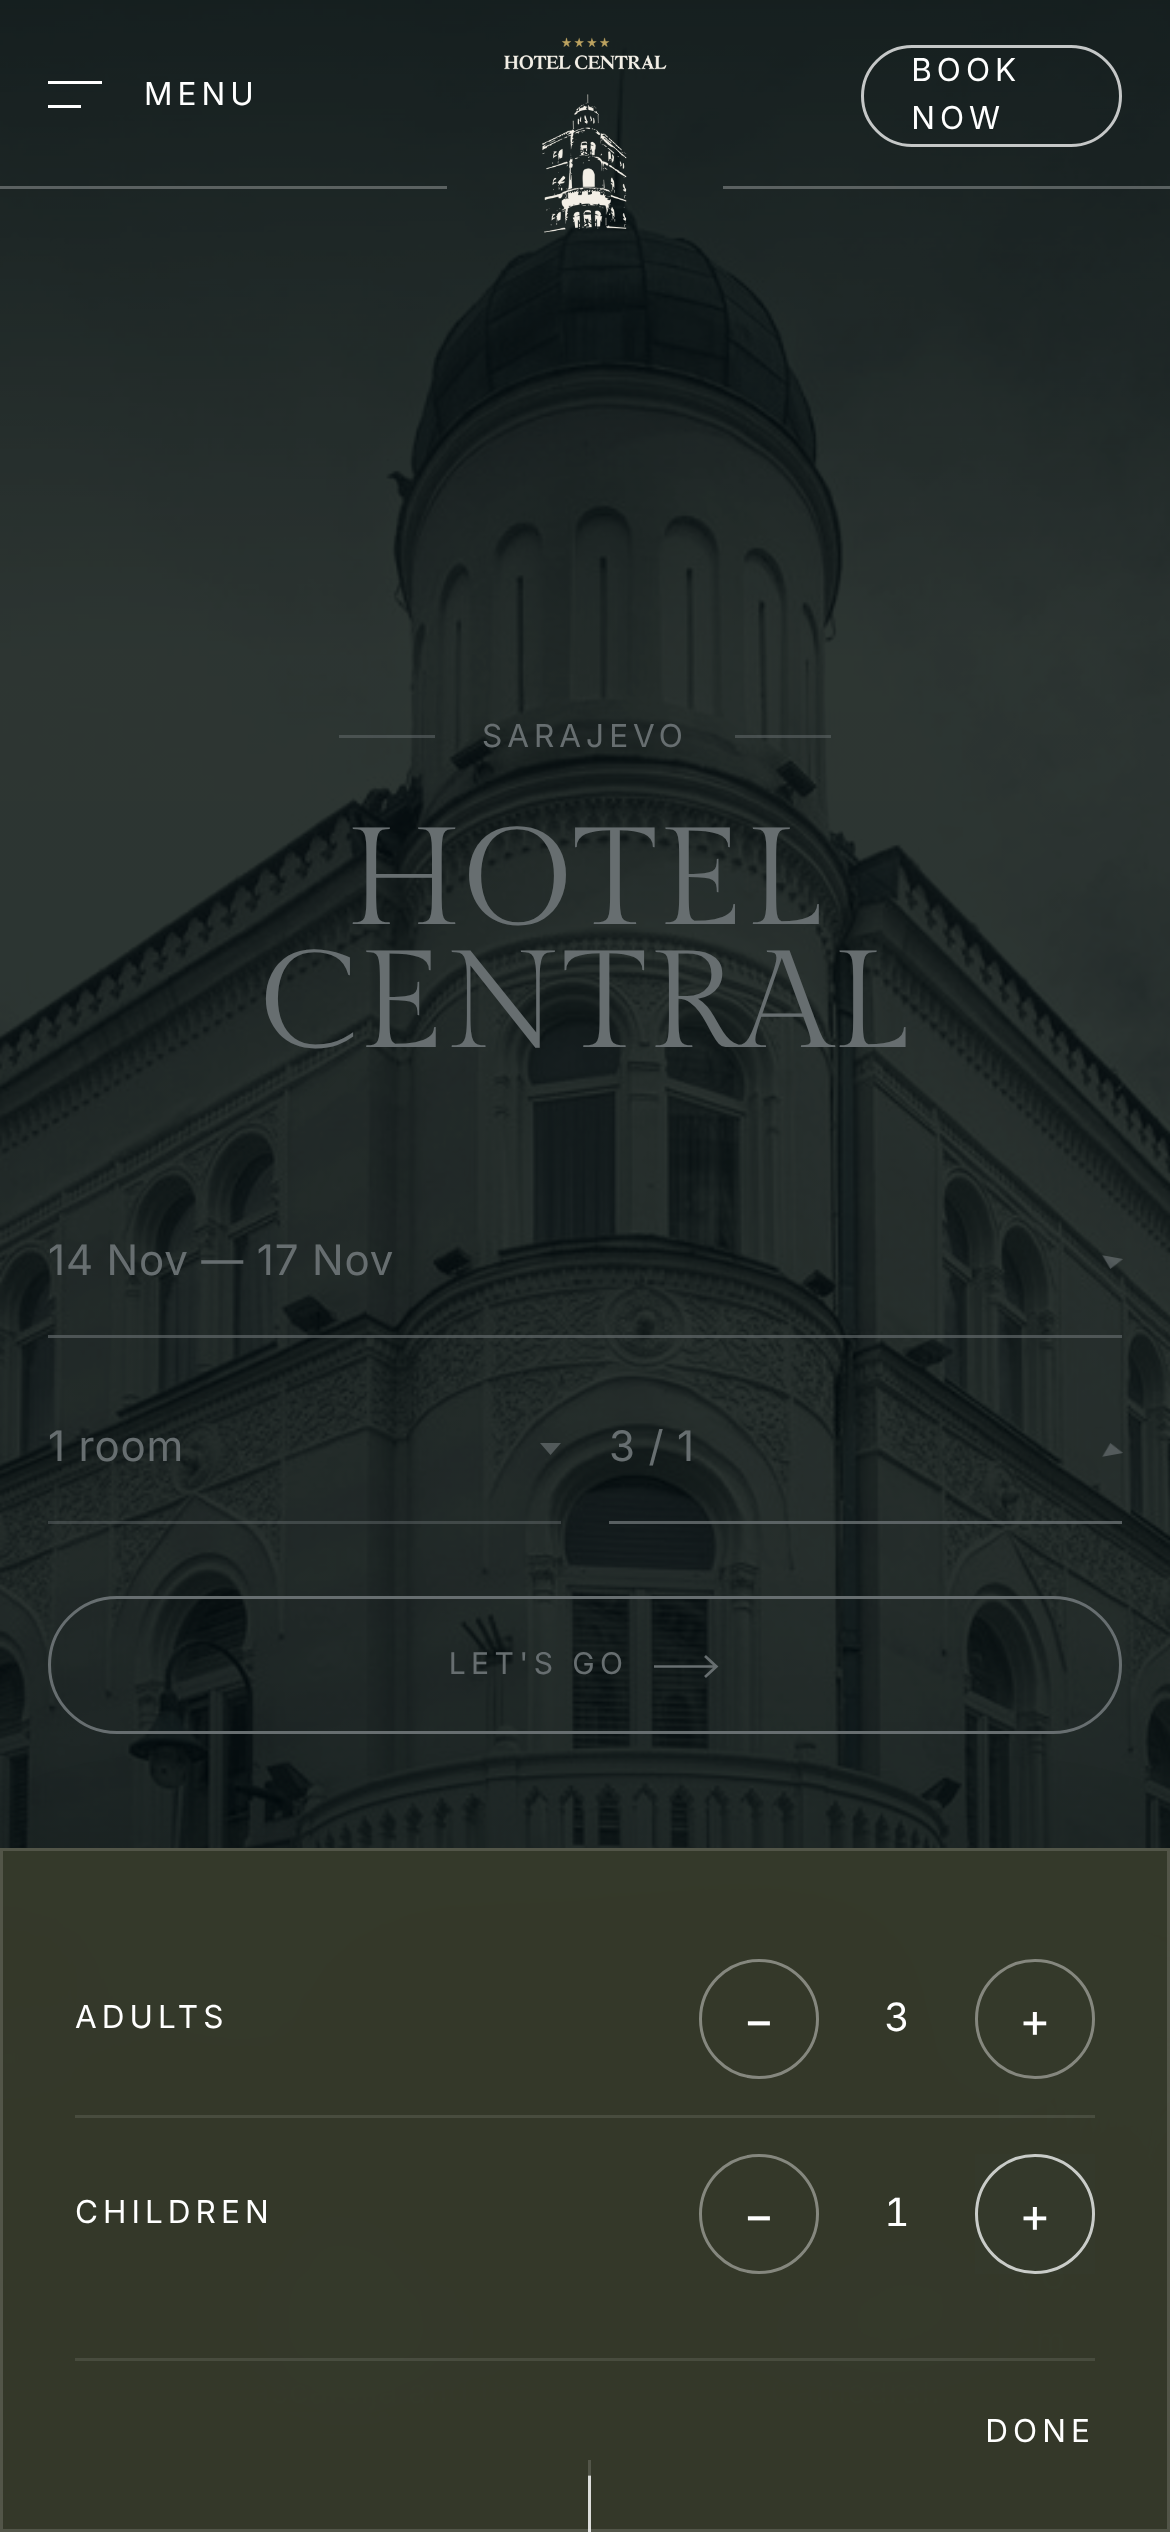 MENU
★★★★
HOTEL CENTRAL
BOOK
NOW
SARAJEVO
HOTEL
CENTRAL
14 Nov — 17 Nov
1 room
3 / 1
LET'S GO
ADULTS
− 3 +
CHILDREN
− 1 +
DONE